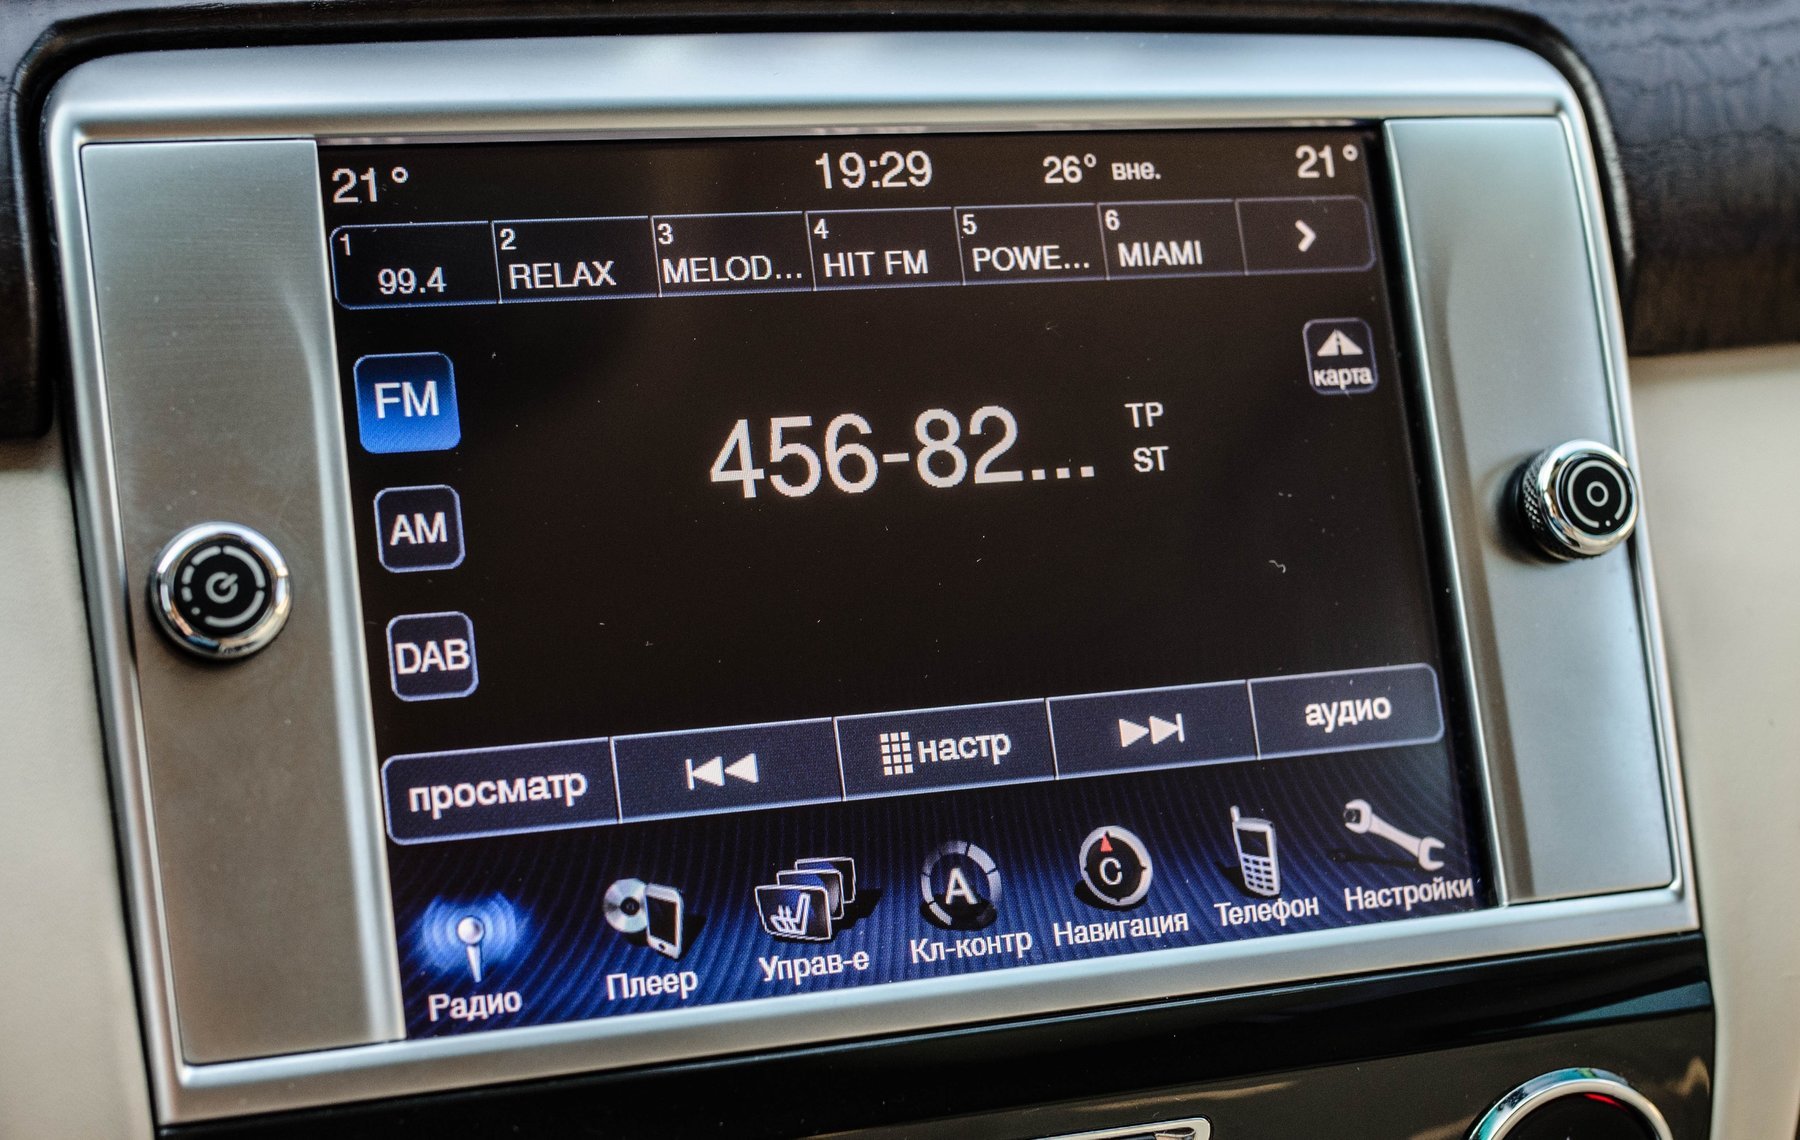 21° 19:29 26° вне. 21°
1 99.4
2 RELAX
3 MELOD...
4 HIT FM
5 POWE...
6 MIAMI
карта
FM
456-82...
TP
ST
AM
DAB
просматр
настр
аудио
A
C
Радио
Плеер
Управ-е
Кл-контр
Навигация
Телефон
Настройки